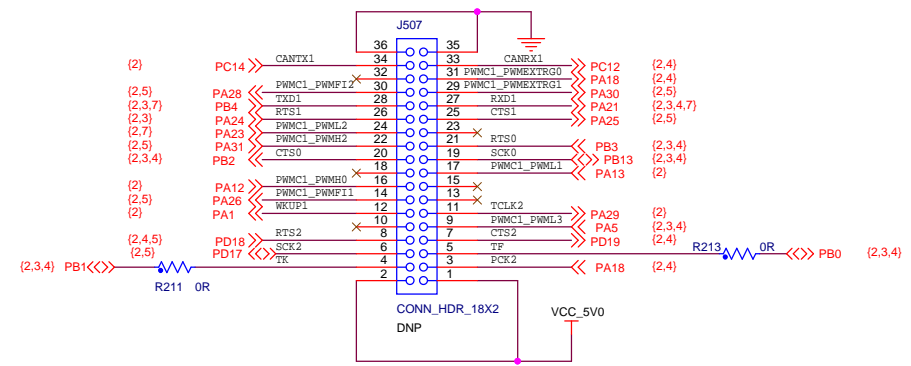 J507
36 35
{2} PC14 CANTX1 34 33 CANRX1 PC12 {2,4}
32 31 PWMC1_PWMEXTRG0 PA18 {2,4}
{2,5} PA28 PWMC1_PWMFI2 30 29 PWMC1_PWMEXTRG1 PA30 {2,5}
{2,3,7} PB4 TXD1 28 27 RXD1 PA21 {2,3,4,7}
{2,3} PA24 RTS1 26 25 CTS1 PA25 {2,5}
{2,7} PA23 PWMC1_PWML2 24 23
{2,5} PA31 PWMC1_PWMH2 22 21 RTS0 PB3 {2,3,4}
{2,3,4} PB2 CTS0 20 19 SCK0 PB13 {2,3,4}
18 17 PWMC1_PWML1 PA13 {2}
{2} PA12 PWMC1_PWMH0 16 15
{2,5} PA26 PWMC1_PWMFI1 14 13
{2} PA1 WKUP1 12 11 TCLK2 PA29 {2}
10 9 PWMC1_PWML3 PA5 {2,3,4}
{2,4,5} PD18 RTS2 8 7 CTS2 PD19 {2,4}
{2,5} PD17 SCK2 6 5 TF R213 0R PB0 {2,3,4}
{2,3,4} PB1 TK 4 3 PCK2 PA18 {2,4}
R211 0R 2 1
CONN_HDR_18X2
VCC_5V0
DNP